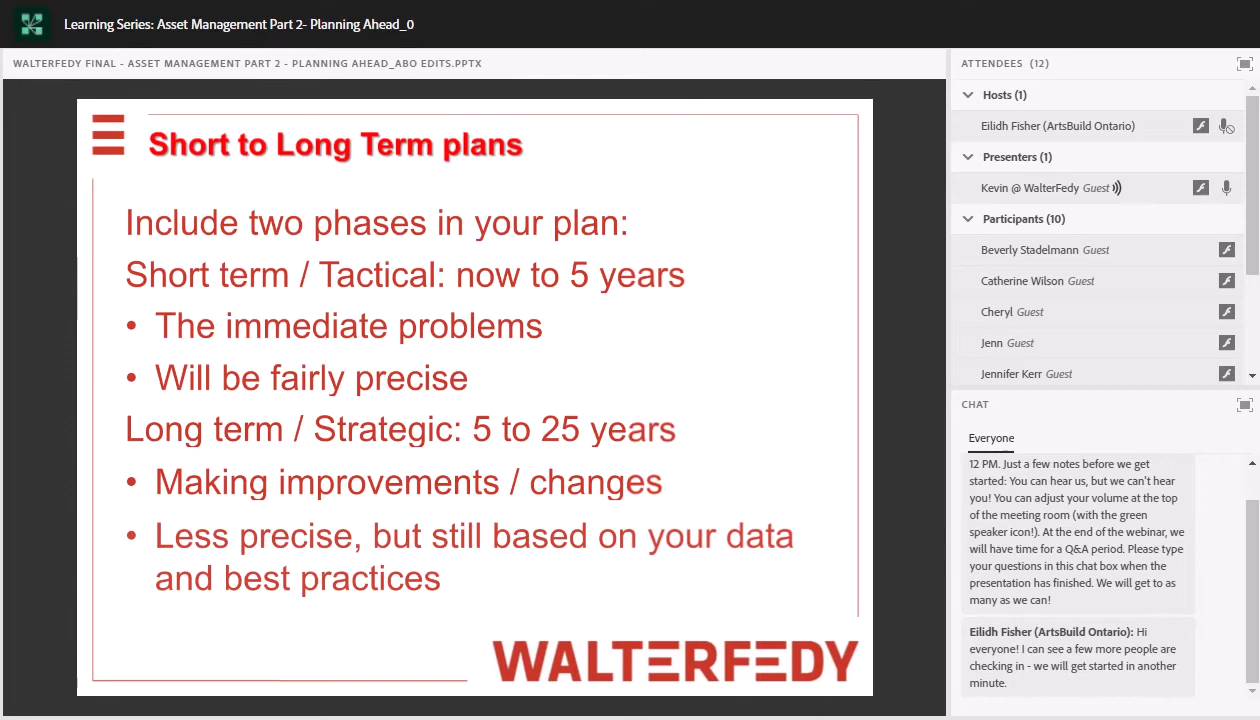 Learning Series: Asset Management Part 2- Planning Ahead_0
WALTERFEDY FINAL - ASSET MANAGEMENT PART 2 - PLANNING AHEAD_ABO EDITS.PPTX
Short to Long Term plans
Include two phases in your plan:
Short term / Tactical: now to 5 years
• The immediate problems
• Will be fairly precise
Long term / Strategic: 5 to 25 years
• Making improvements / changes
• Less precise, but still based on your data
and best practices
WALTERFEDY
ATTENDEES (12)
Hosts (1)
Eilidh Fisher (ArtsBuild Ontario)
Presenters (1)
Kevin @ WalterFedy Guest
Participants (10)
Beverly Stadelmann Guest
Catherine Wilson Guest
Cheryl Guest
Jenn Guest
Jennifer Kerr Guest
CHAT
Everyone
12 PM. Just a few notes before we get
started: You can hear us, but we can't hear
you! You can adjust your volume at the top
of the meeting room (with the green
speaker icon!). At the end of the webinar, we
will have time for a Q&A period. Please type
your questions in this chat box when the
presentation has finished. We will get to as
many as we can!
Eilidh Fisher (ArtsBuild Ontario): Hi
everyone! I can see a few more people are
checking in - we will get started in another
minute.